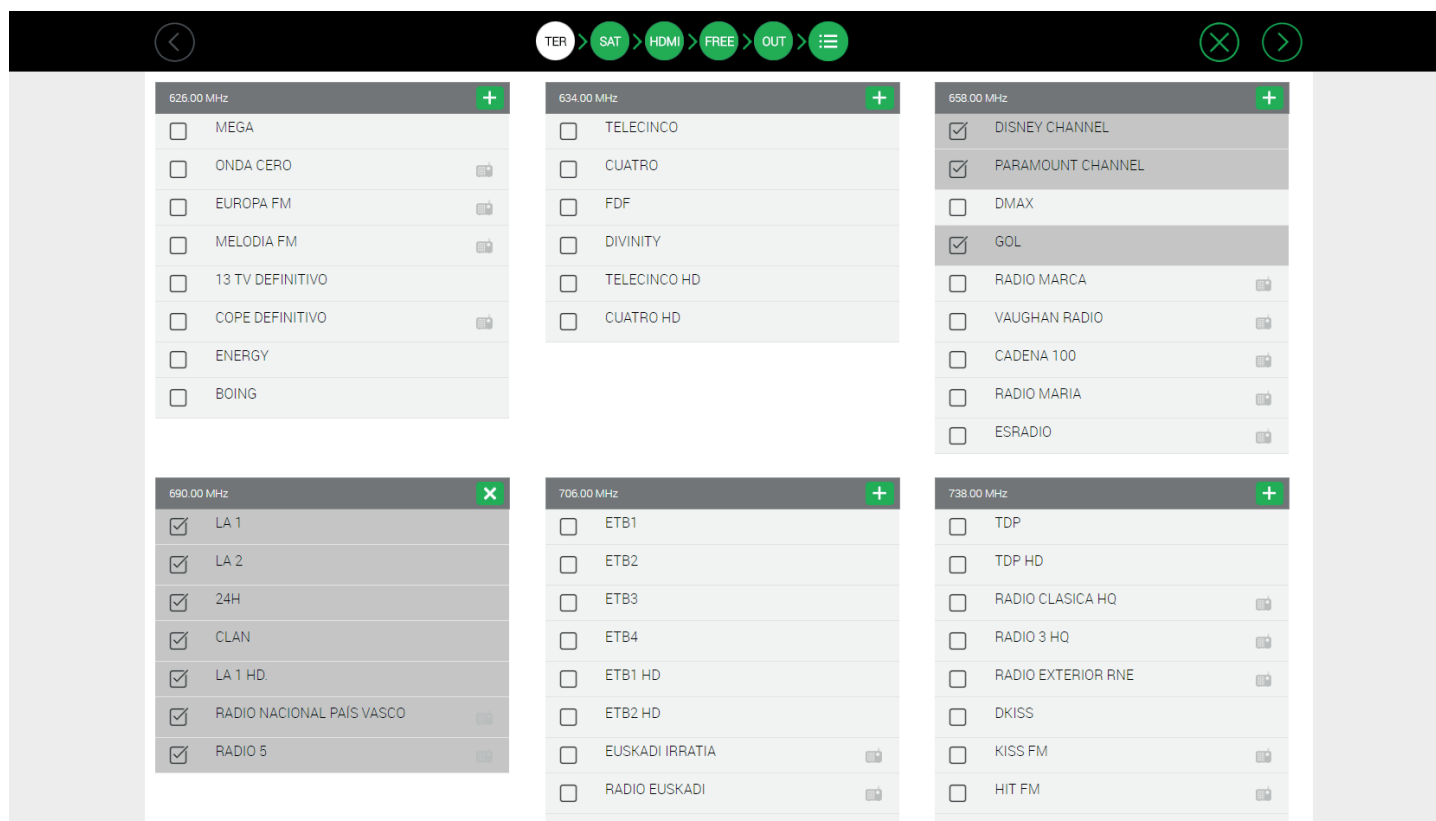 TER > SAT > HDMI > FREE > OUT >
626.00 MHz
MEGA
ONDA CERO
EUROPA FM
MELODIA FM
13 TV DEFINITIVO
COPE DEFINITIVO
ENERGY
BOING
634.00 MHz
TELECINCO
CUATRO
FDF
DIVINITY
TELECINCO HD
CUATRO HD
658.00 MHz
DISNEY CHANNEL
PARAMOUNT CHANNEL
DMAX
GOL
RADIO MARCA
VAUGHAN RADIO
CADENA 100
RADIO MARIA
ESRADIO
690.00 MHz
LA 1
LA 2
24H
CLAN
LA 1 HD.
RADIO NACIONAL PAÍS VASCO
RADIO 5
706.00 MHz
ETB1
ETB2
ETB3
ETB4
ETB1 HD
ETB2 HD
EUSKADI IRRATIA
RADIO EUSKADI
738.00 MHz
TDP
TDP HD
RADIO CLASICA HQ
RADIO 3 HQ
RADIO EXTERIOR RNE
DKISS
KISS FM
HIT FM